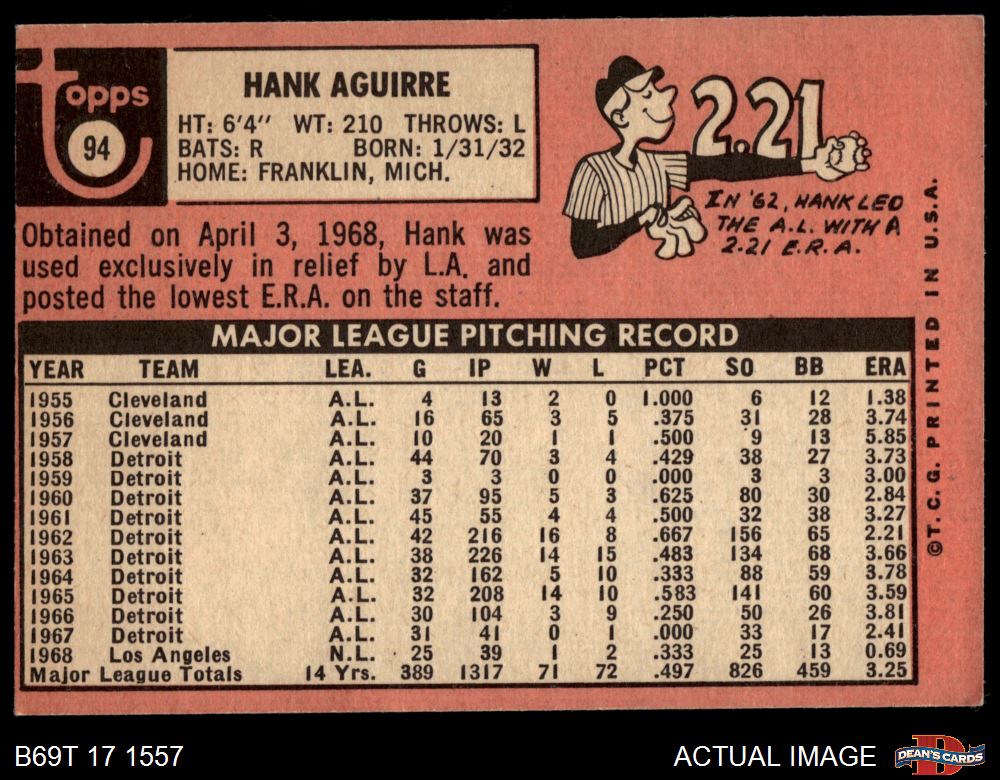 topps
94
HANK AGUIRRE
HT: 6'4" WT: 210 THROWS: L
BATS: R BORN: 1/31/32
HOME: FRANKLIN, MICH.
2.21
IN '62, HANK LED
THE A.L. WITH A
2.21 E.R.A.
Obtained on April 3, 1968, Hank was
used exclusively in relief by L.A. and
posted the lowest E.R.A. on the staff.
MAJOR LEAGUE PITCHING RECORD
YEAR TEAM LEA. G IP W L PCT SO BB ERA
1955 Cleveland A.L. 4 13 2 0 1.000 6 12 1.38
1956 Cleveland A.L. 16 65 3 5 .375 31 28 3.74
1957 Cleveland A.L. 10 20 1 1 .500 9 13 5.85
1958 Detroit A.L. 44 70 3 4 .429 38 27 3.73
1959 Detroit A.L. 3 3 0 0 .000 3 3 3.00
1960 Detroit A.L. 37 95 5 3 .625 80 30 2.84
1961 Detroit A.L. 45 55 4 4 .500 32 38 3.27
1962 Detroit A.L. 42 216 16 8 .667 156 65 2.21
1963 Detroit A.L. 38 226 14 15 .483 134 68 3.66
1964 Detroit A.L. 32 162 5 10 .333 88 59 3.78
1965 Detroit A.L. 32 208 14 10 .583 141 60 3.59
1966 Detroit A.L. 30 104 3 9 .250 50 26 3.81
1967 Detroit A.L. 31 41 0 1 .000 33 17 2.41
1968 Los Angeles N.L. 25 39 1 2 .333 25 13 0.69
Major League Totals 14 Yrs. 389 1317 71 72 .497 826 459 3.25
©T.C.G. PRINTED IN U.S.A.
B69T 17 1557
ACTUAL IMAGE
DEAN'S CARDS